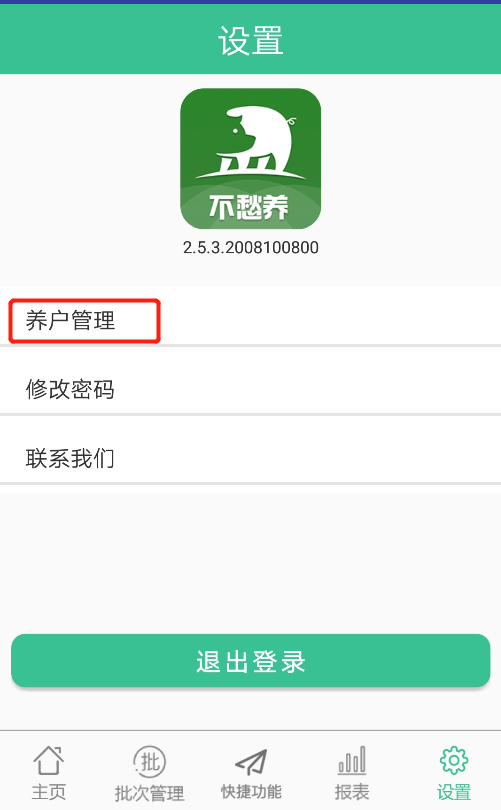 设置
不愁养
2.5.3.2008100800
养户管理
修改密码
联系我们
退出登录
批
主页
批次管理
快捷功能
报表
设置